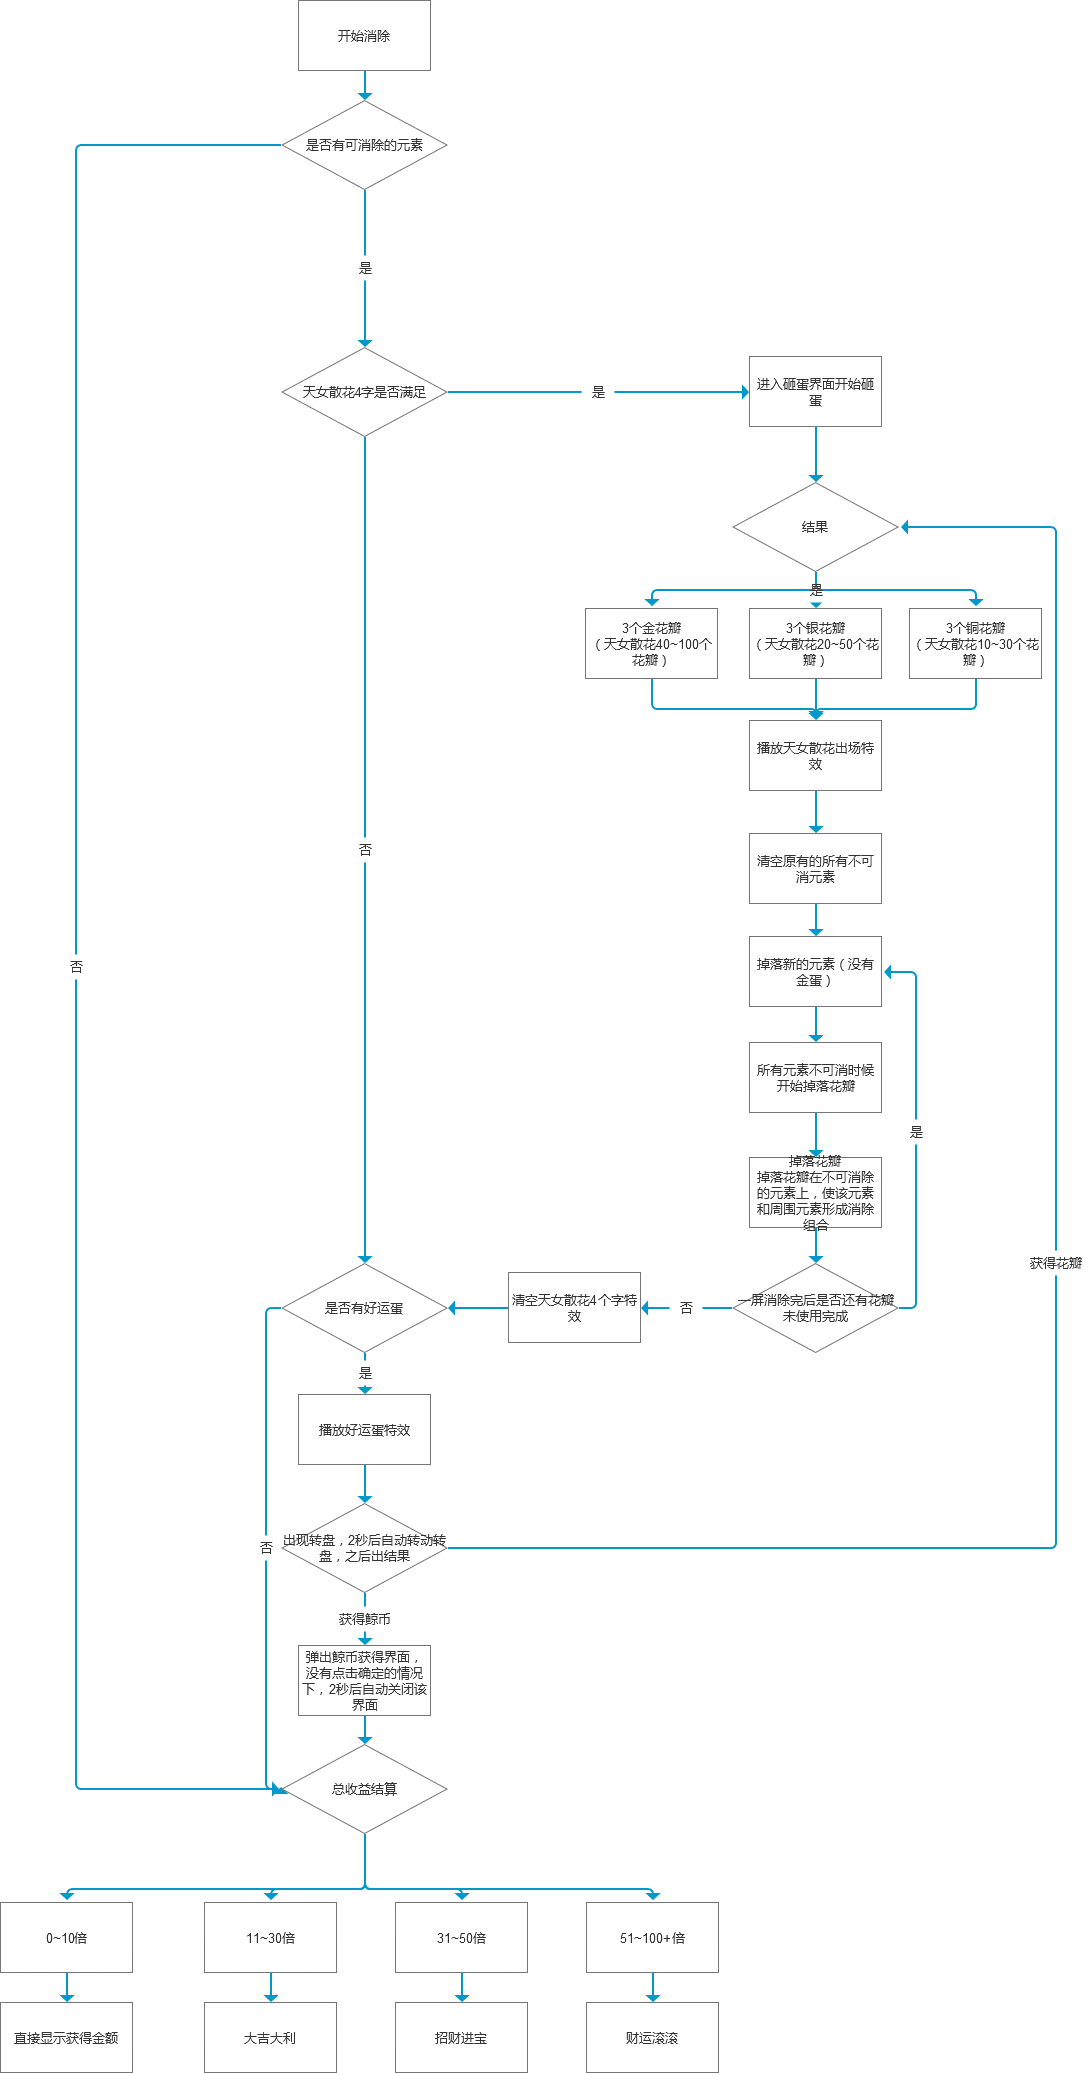 开始消除
是否有可消除的元素
是
天女散花4字是否满足
是
进入砸蛋界面开始砸
蛋
结果
是
3个金花瓣
（天女散花40~100个
花瓣）
3个银花瓣
（天女散花20~50个花
瓣）
3个铜花瓣
（天女散花10~30个花
瓣）
播放天女散花出场特
效
否
清空原有的所有不可
消元素
否
掉落新的元素（没有
金蛋）
所有元素不可消时候
开始掉落花瓣
是
掉落花瓣
掉落花瓣在不可消除
的元素上，使该元素
和周围元素形成消除
组合
获得花瓣
是否有好运蛋
清空天女散花4个字特
效
否
一屏消除完后是否还有花瓣
未使用完成
是
播放好运蛋特效
否
出现转盘，2秒后自动转动转
盘，之后出结果
获得鲸币
弹出鲸币获得界面，
没有点击确定的情况
下，2秒后自动关闭该
界面
总收益结算
0~10倍
11~30倍
31~50倍
51~100+倍
直接显示获得金额
大吉大利
招财进宝
财运滚滚